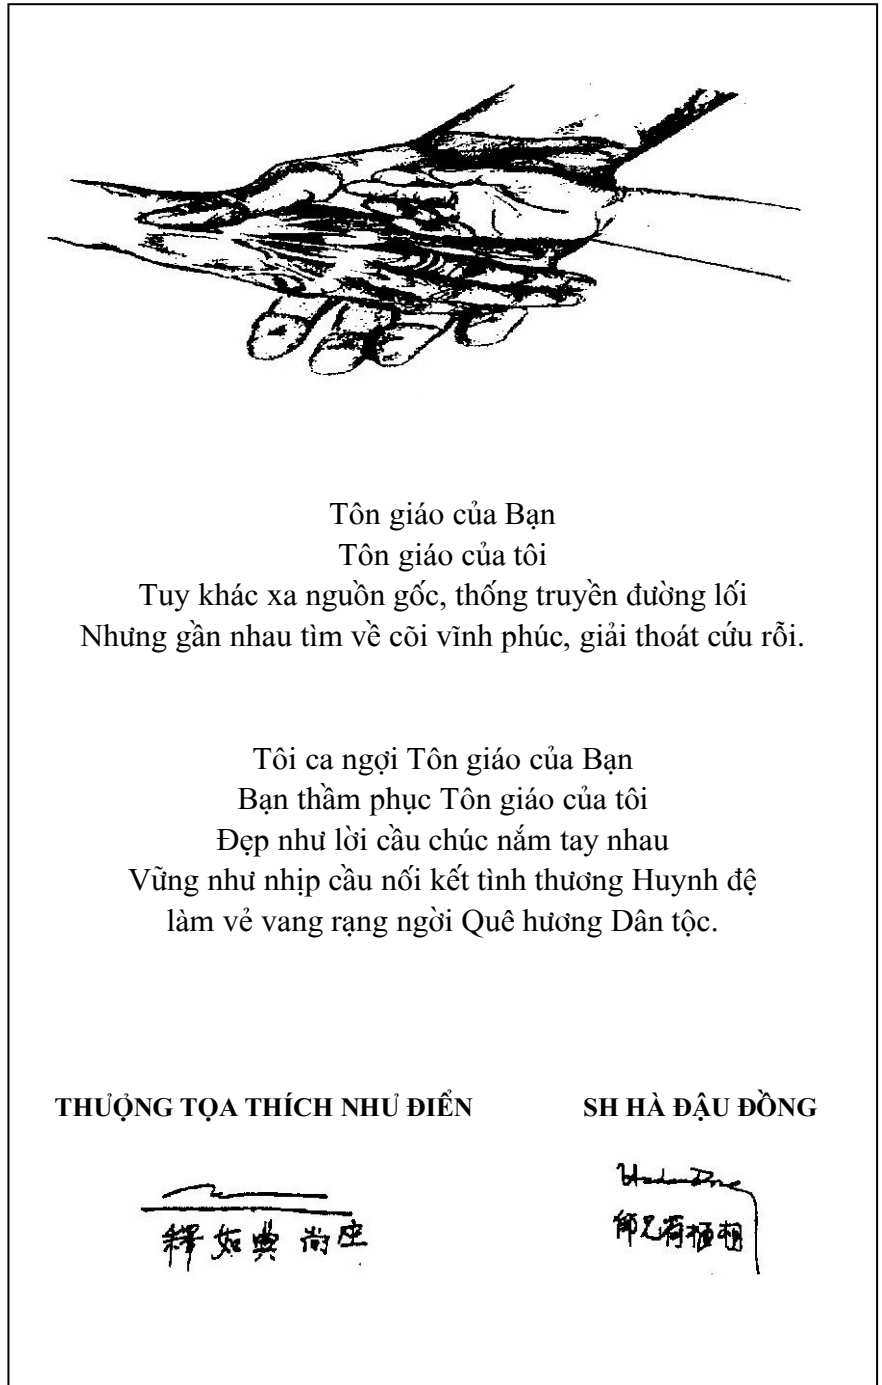 Tôn giáo của Bạn
Tôn giáo của tôi
Tuy khác xa nguồn gốc, thống truyền đường lối
Nhưng gần nhau tìm về cõi vĩnh phúc, giải thoát cứu rỗi.
Tôi ca ngợi Tôn giáo của Bạn
Bạn thầm phục Tôn giáo của tôi
Đẹp như lời cầu chúc nắm tay nhau
Vững như nhịp cầu nối kết tình thương Huynh đệ
làm vẻ vang rạng ngời Quê hương Dân tộc.
THƯỢNG TỌA THÍCH NHƯ ĐIỂN SH HÀ ĐẬU ĐỒNG
釋如典 尚座